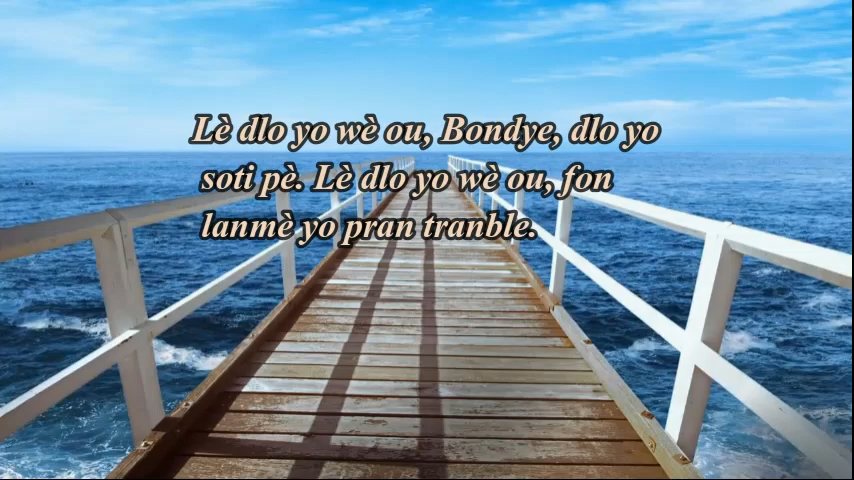 Lè dlo yo wè ou, Bondye, dlo yo
soti pè. Lè dlo yo wè ou, fon
lanmè yo pran tranble.